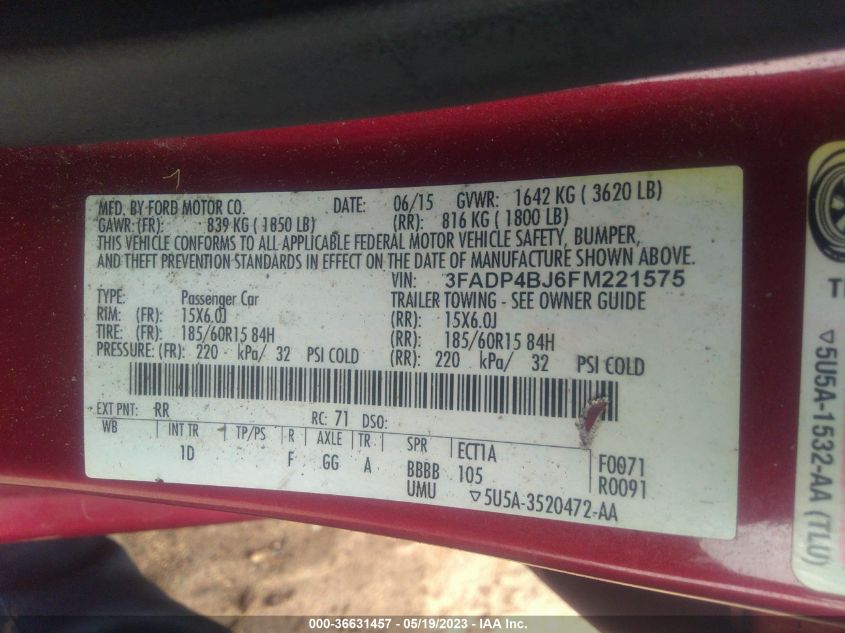 MFD. BY FORD MOTOR CO. DATE: 06/15 GVWR: 1642 KG ( 3620 LB)
GAWR: (FR): 839 KG ( 1850 LB) (RR): 816 KG ( 1800 LB)
THIS VEHICLE CONFORMS TO ALL APPLICABLE FEDERAL MOTOR VEHICLE SAFETY, BUMPER,
AND THEFT PREVENTION STANDARDS IN EFFECT ON THE DATE OF MANUFACTURE SHOWN ABOVE.
VIN: 3FADP4BJ6FM221575
TYPE: Passenger Car TRAILER TOWING - SEE OWNER GUIDE
RIM: (FR): 15X6.0J (RR): 15X6.0J
TIRE: (FR): 185/60R15 84H (RR): 185/60R15 84H
PRESSURE: (FR): 220 kPa/ 32 PSI COLD (RR): 220 kPa/ 32 PSI COLD
EXT PNT: RR RC: 71 DSO:
WB INT TR TP/PS R AXLE TR SPR ECT1A
1D F GG A BBBB 105 F0071
UMU R0091
▽5U5A-3520472-AA
▽5U5A-1532-AA (TLU)
000-36631457 - 05/19/2023 - IAA Inc.